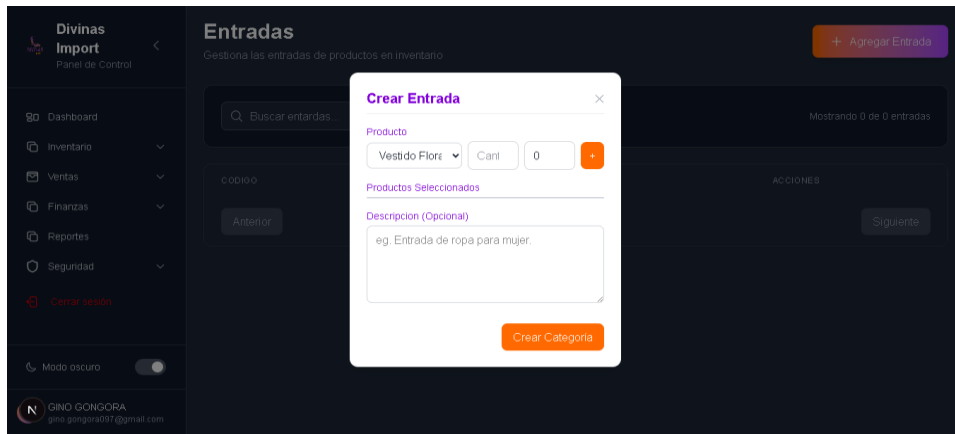 Divinas
Import
Panel de Control
Dashboard
Inventario
Ventas
Finanzas
Reportes
Seguridad
Cerrar sesión
Modo oscuro
N
GINO GONGORA
gino.gongora097@gmail.com
Entradas
Gestiona las entradas de productos en inventario
+ Agregar Entrada
Buscar entardas...
Mostrando 0 de 0 entradas
CODIGO
ACCIONES
Anterior
Siguiente
Crear Entrada
Producto
Vestido Flora
Cant
0
+
Productos Seleccionados
Descripcion (Opcional)
eg. Entrada de ropa para mujer.
Crear Categoria